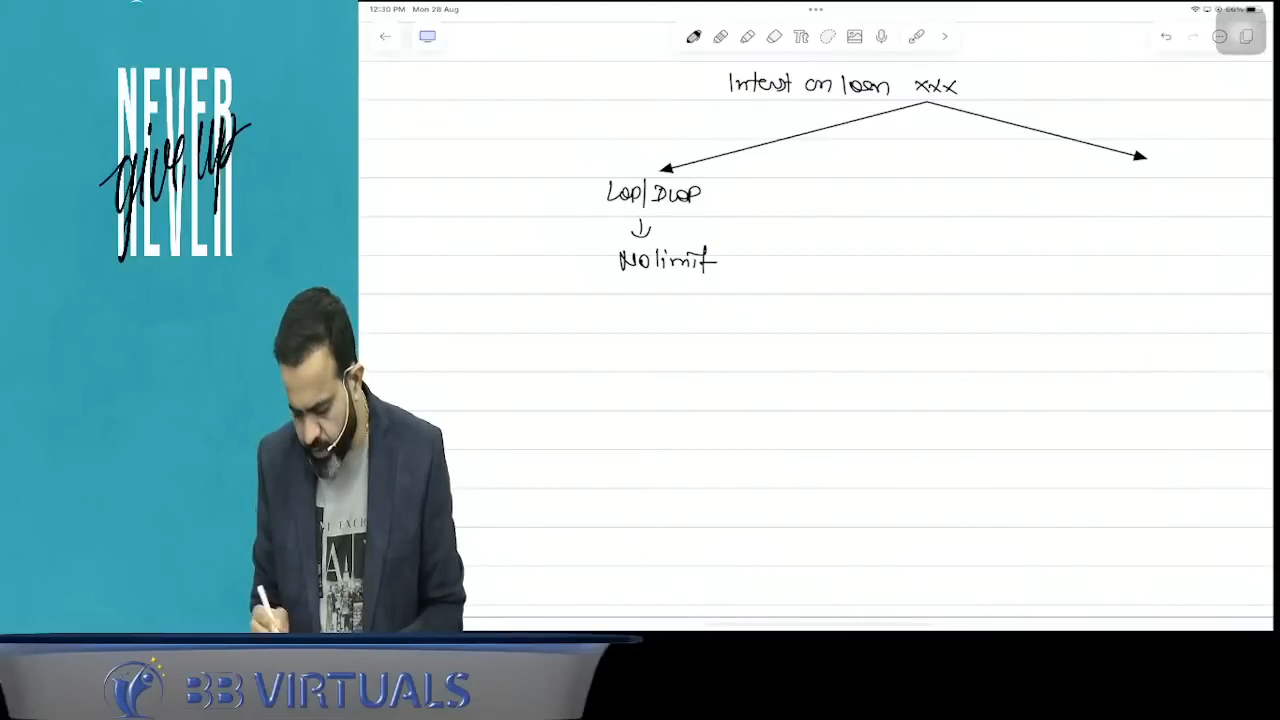 12:30 PM Mon 28 Aug
66%
NEVER
give up
NEVER
Interest on loan xxx
LOP/DLOP
No limit
BB VIRTUALS